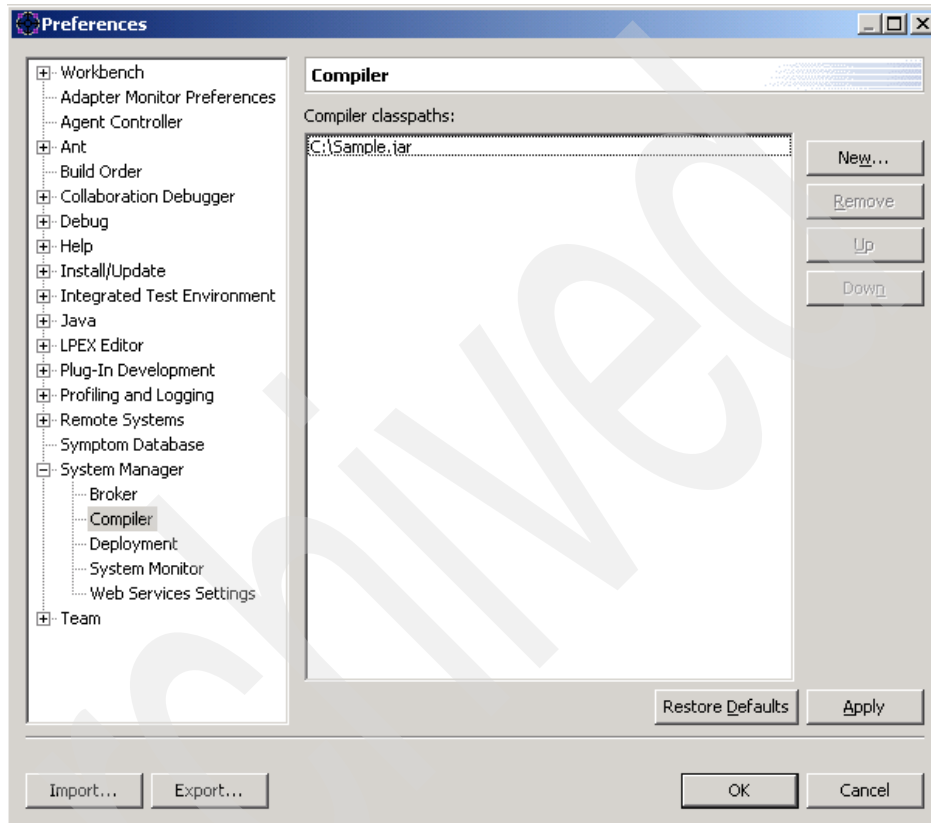 Preferences
Workbench
Adapter Monitor Preferences
Agent Controller
Ant
Build Order
Collaboration Debugger
Debug
Help
Install/Update
Integrated Test Environment
Java
LPEX Editor
Plug-In Development
Profiling and Logging
Remote Systems
Symptom Database
System Manager
Broker
Compiler
Deployment
System Monitor
Web Services Settings
Team
Compiler
Compiler classpaths:
C:\Sample.jar
New...
Remove
Up
Down
Restore Defaults
Apply
Import...
Export...
OK
Cancel
chived